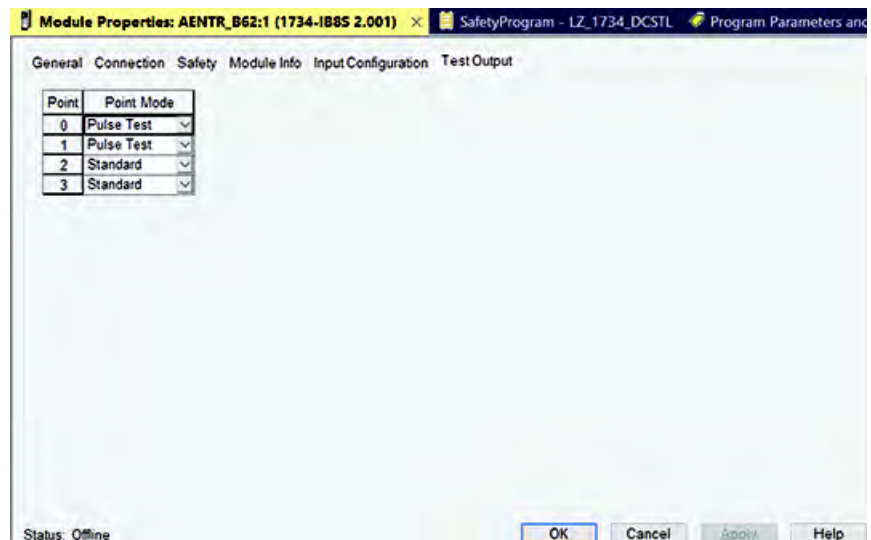 Module Properties: AENTR_B62:1 (1734-IB8S 2.001) × SafetyProgram - LZ_1734_DCSTL Program Parameters and
General Connection Safety Module Info Input Configuration Test Output
Point Point Mode
0 Pulse Test
1 Pulse Test
2 Standard
3 Standard
Status: Offline OK Cancel Apply Help